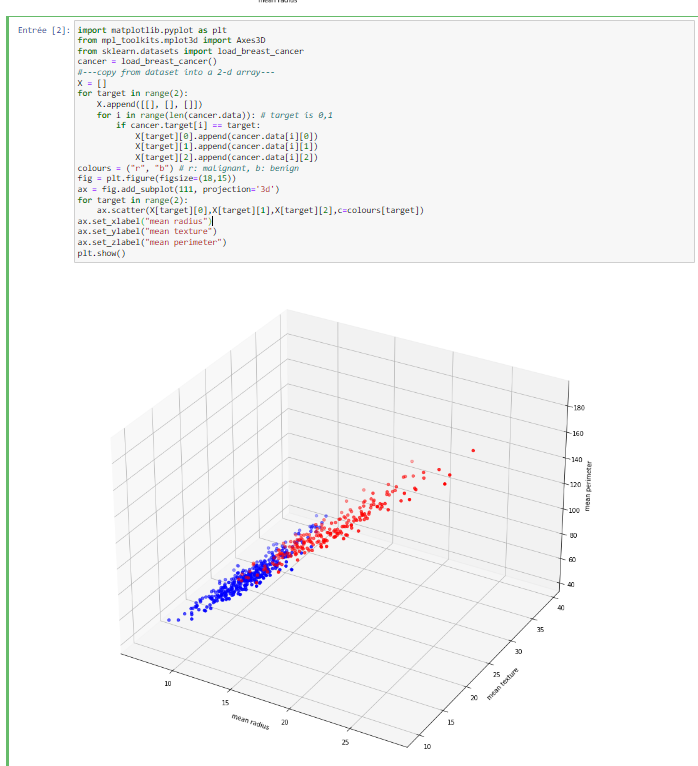 mean radius
Entrée [2]:
import matplotlib.pyplot as plt
from mpl_toolkits.mplot3d import Axes3D
from sklearn.datasets import load_breast_cancer
cancer = load_breast_cancer()
#---copy from dataset into a 2-d array---
X = []
for target in range(2):
    X.append([[], [], []])
    for i in range(len(cancer.data)): # target is 0,1
        if cancer.target[i] == target:
            X[target][0].append(cancer.data[i][0])
            X[target][1].append(cancer.data[i][1])
            X[target][2].append(cancer.data[i][2])
colours = ("r", "b") # r: malignant, b: benign
fig = plt.figure(figsize=(18,15))
ax = fig.add_subplot(111, projection='3d')
for target in range(2):
    ax.scatter(X[target][0],X[target][1],X[target][2],c=colours[target])
ax.set_xlabel("mean radius")
ax.set_ylabel("mean texture")
ax.set_zlabel("mean perimeter")
plt.show()
180
160
140
120
100
80
60
40
mean perimeter
40
35
30
25
20
15
10
mean texture
10
15
20
25
mean radius